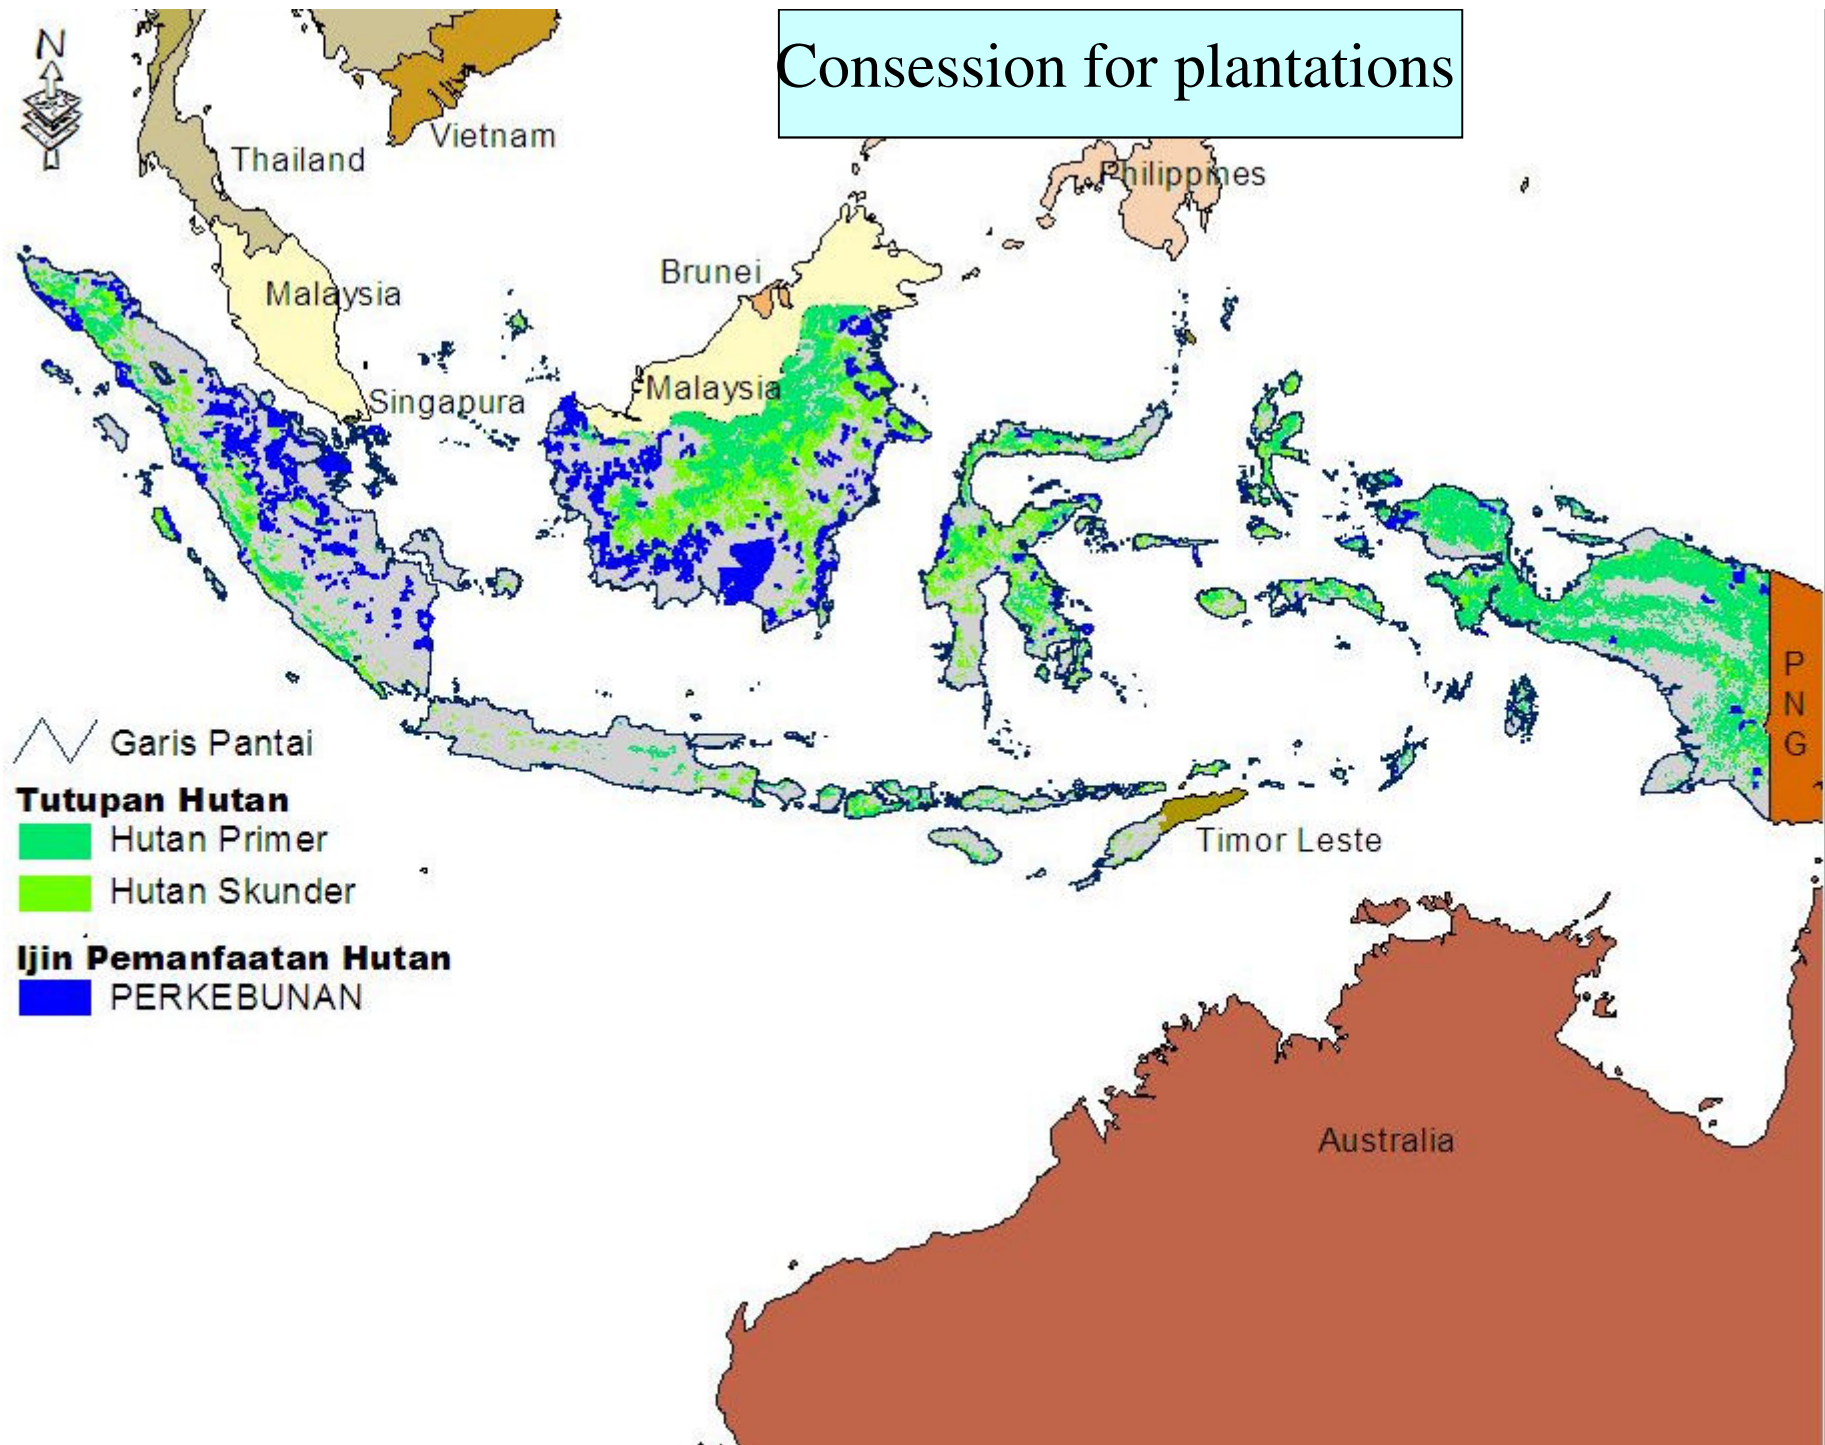 Consession for plantations
N
Vietnam
Thailand
Philippines
Brunei
Malaysia
Malaysia
Singapura
P
N
G
Garis Pantai
Tutupan Hutan
Hutan Primer
Hutan Skunder
Timor Leste
Ijin Pemanfaatan Hutan
PERKEBUNAN
Australia